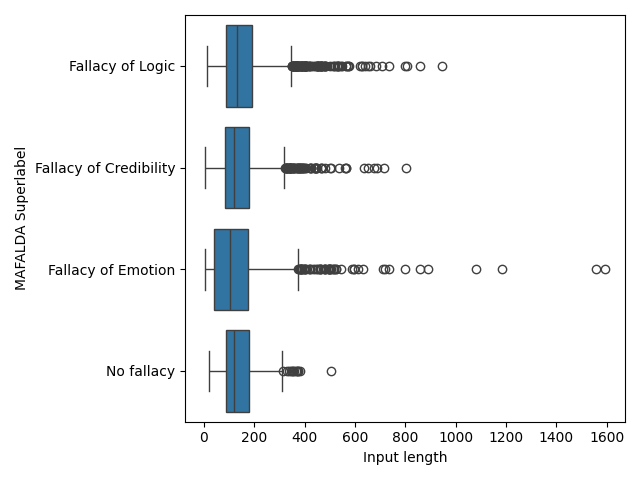 MAFALDA Superlabel
Fallacy of Logic
Fallacy of Credibility
Fallacy of Emotion
No fallacy
0 200 400 600 800 1000 1200 1400 1600
Input length